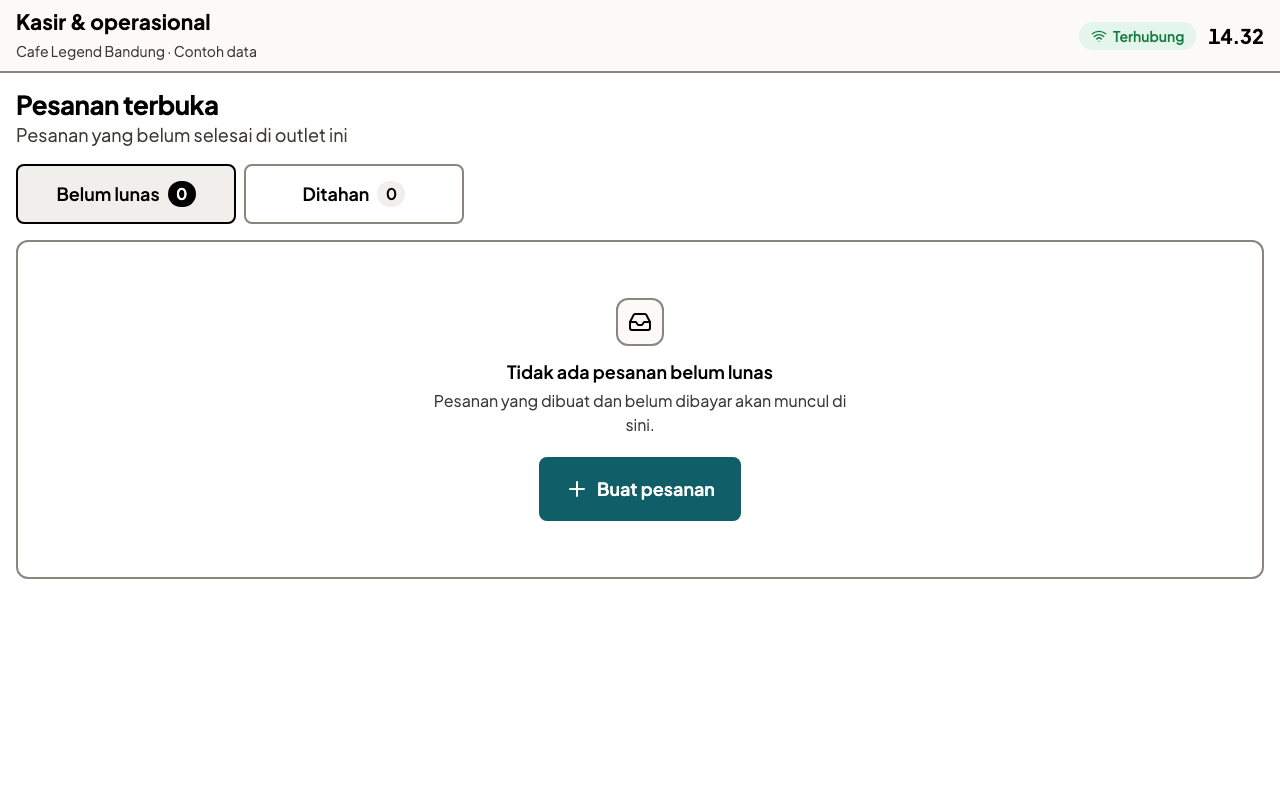 Kasir & operasional
Cafe Legend Bandung · Contoh data
Terhubung
14.32
Pesanan terbuka
Pesanan yang belum selesai di outlet ini
Belum lunas 0
Ditahan 0
Tidak ada pesanan belum lunas
Pesanan yang dibuat dan belum dibayar akan muncul di
sini.
Buat pesanan